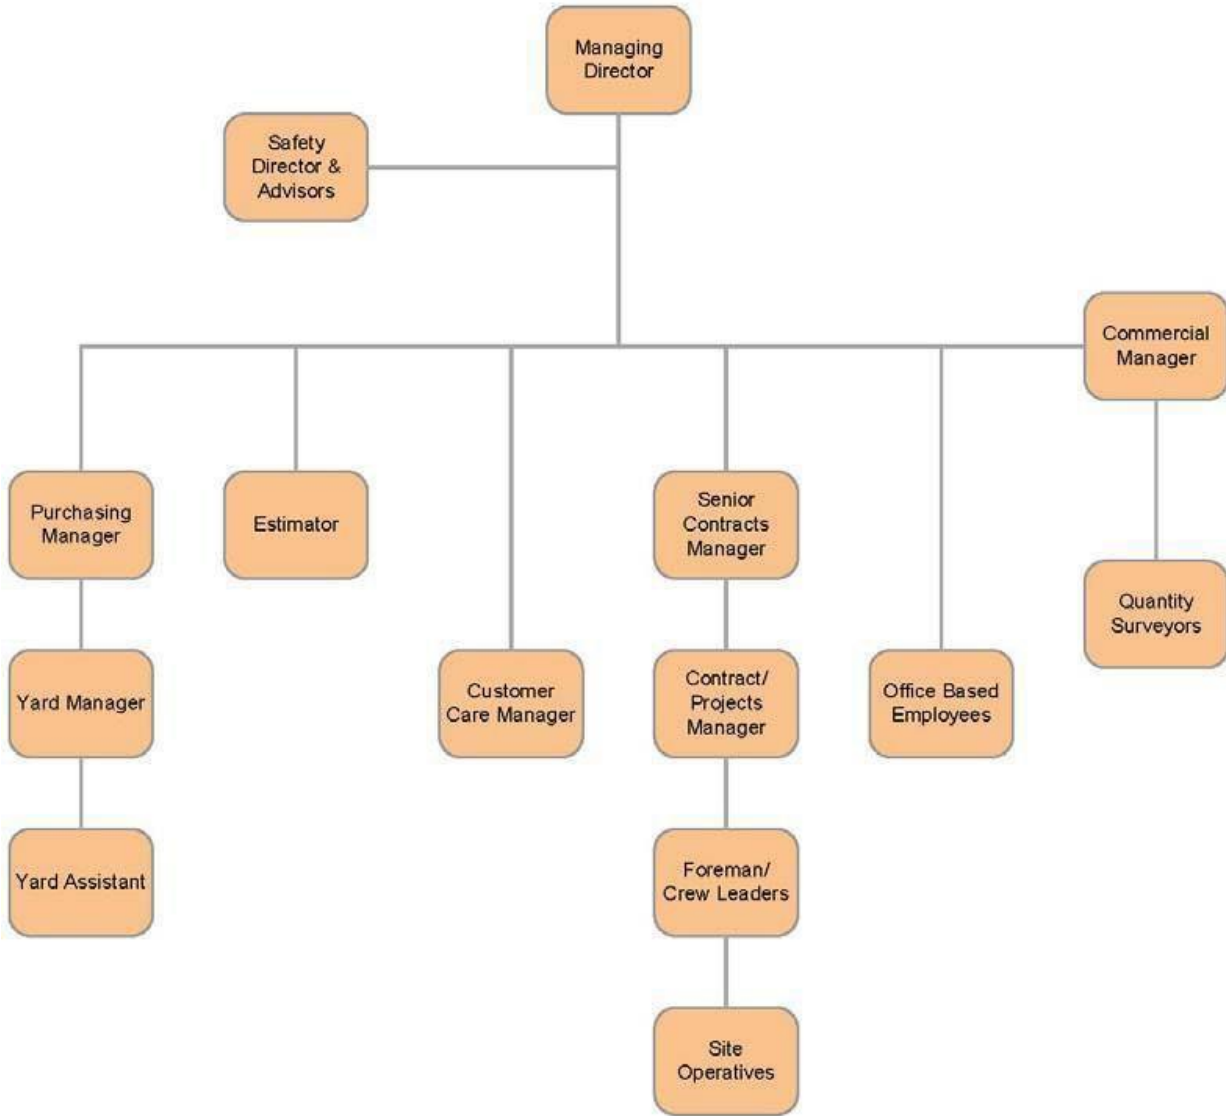 Managing
Director
Safety
Director &
Advisors
Commercial
Manager
Purchasing
Manager
Estimator
Senior
Contracts
Manager
Quantity
Surveyors
Yard Manager
Customer
Care Manager
Contract/
Projects
Manager
Office Based
Employees
Yard Assistant
Foreman/
Crew Leaders
Site
Operatives